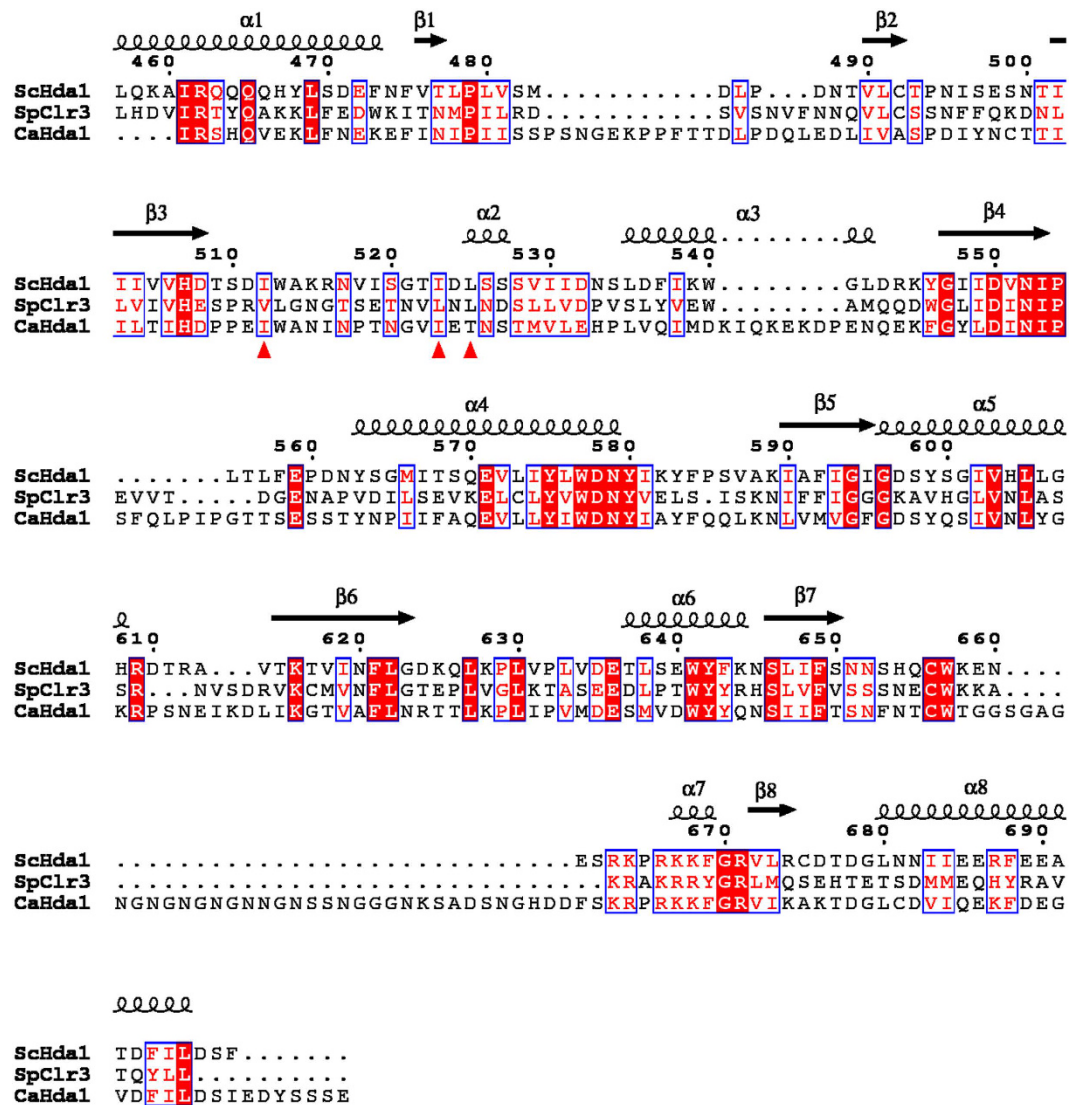 α1 β1 β2
460 470 480 490 500
ScHda1 LQKAIRQQQQHYLSDEFNFVTLPLVSM...........DLP...DNTVLCTPNISESNTI
SpClr3 LHDVIRTYQAKKLFEDWKITNMPILRD...........SVSNVFNNQVLCSSNFFQKDNL
CaHda1 ....IRSHQVEKLFNEKEFINIPIISSPSNGEKPPFTTDLPDQLEDLIVASPDIYNCTTI
β3 α2 α3 β4
510 520 530 540 550
ScHda1 IIVVHDTSDIWAKRNVISGTIDLSSSVIIDNSLDFIKW........GLDRKYGIIDVNIP
SpClr3 LVIVHESPRVLGNGTSETNVLNLNDSLLVDPVSLYVEW........AMQQDWGLIDINIP
CaHda1 ILTIHDPPEIWANINPTNGVIETNSTMVLEHPLVQIMDKIQKEKDPENQEKFGYLDINIP
α4 β5 α5
560 570 580 590 600
ScHda1 .......LTLFEPDNYSGMITSQEVLIYLWDNYIKYFPSVAKIAFIGIGDSYSGIVHLLG
SpClr3 EVVT.....DGENAPVDILSEVKELCLYVWDNYVELS.ISKNIFFIGGGKAVHGLVNLAS
CaHda1 SFQLPIPGTTSESSTYNPIIFAQEVLLYIWDNYIAYFQQLKNLVMVGFGDSYQSIVNLYG
β6 α6 β7
610 620 630 640 650 660
ScHda1 HRDTRA...VTKTVINFLGDKQLKPLVPLVDETLSEWYFKNSLIFSNNSHQCWKEN....
SpClr3 SR...NVSDRVKCMVNFLGTEPLVGLKTASEEDLPTWYYRHSLVFVSSSNECWKKA....
CaHda1 KRPSNEIKDLIKGTVAFLNRTTLKPLIPVMDESMVDWYYQNSIIFTSNFNTCWTGGSGAG
α7 β8 α8
670 680 690
ScHda1 .............................ESRKPRKKFGRVLRCDTDGLNNIIEERFEEA
SpClr3 ...............................KRAKRRYGRLMQSEHTETSDMMEQHYRAV
CaHda1 NGNGNGNGNNGNSSNGGGNKSADSNGHDDFSKRPRKKFGRVIKAKTDGLCDVIQEKFDEG
ScHda1 TDFILDSF.......
SpClr3 TQYLL..........
CaHda1 VDFILDSIEDYSSSE